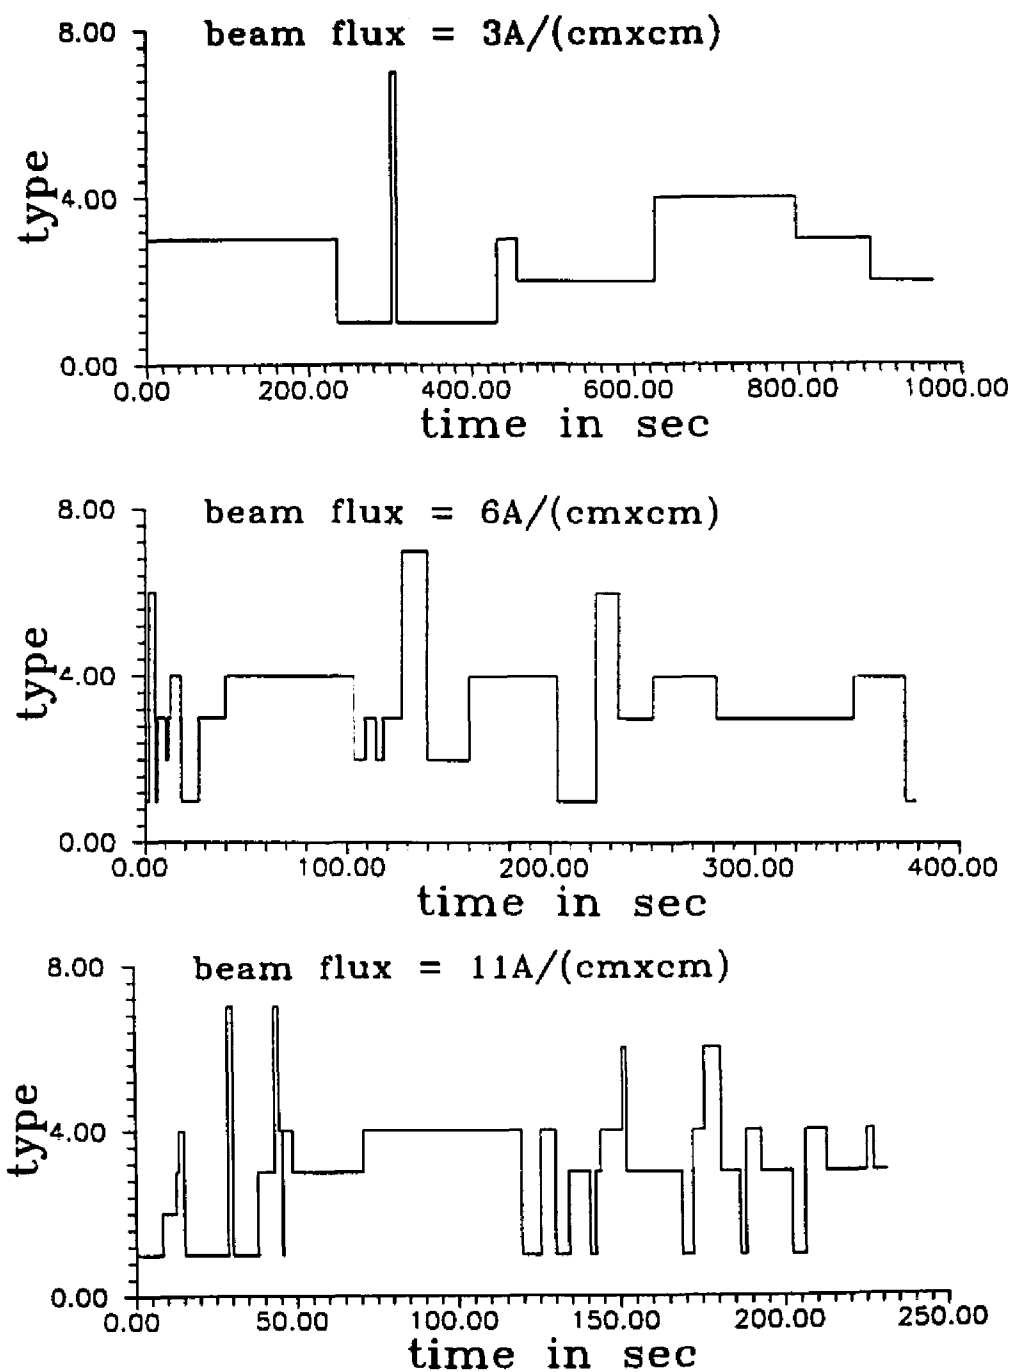 beam flux = 3A/(cmxcm)
8.00
4.00
0.00
type
0.00 200.00 400.00 600.00 800.00 1000.00
time in sec
beam flux = 6A/(cmxcm)
8.00
4.00
0.00
type
0.00 100.00 200.00 300.00 400.00
time in sec
beam flux = 11A/(cmxcm)
8.00
4.00
0.00
type
0.00 50.00 100.00 150.00 200.00 250.00
time in sec